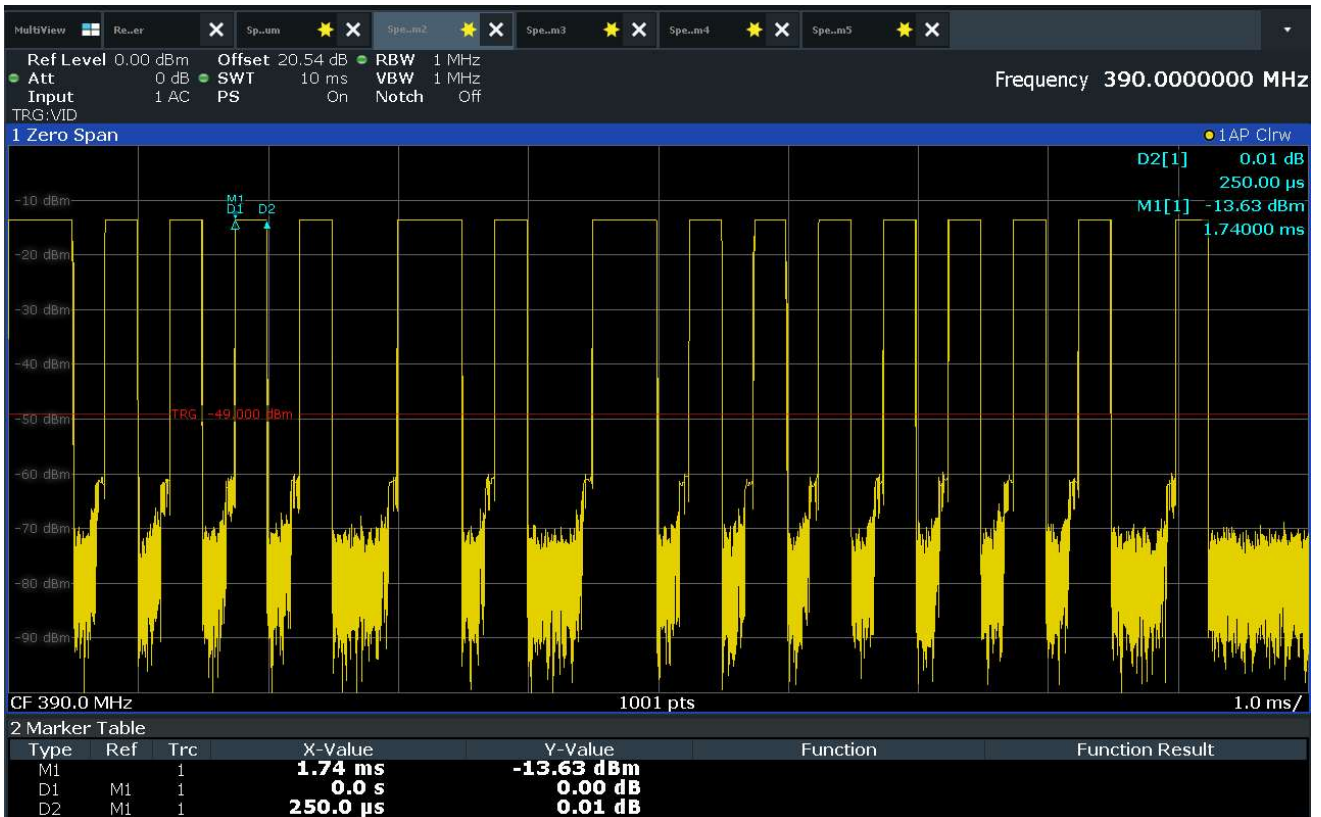 MultiView Re..er Sp..um Spe..m2 Spe..m3 Spe..m4 Spe..m5
Ref Level 0.00 dBm Offset 20.54 dB RBW 1 MHz
Att 0 dB SWT 10 ms VBW 1 MHz Frequency 390.0000000 MHz
Input 1 AC PS On Notch Off
TRG:VID
1 Zero Span 1AP Clrw
D2[1] 0.01 dB
250.00 µs
-10 dBm M1 M1[1] -13.63 dBm
D1 D2
1.74000 ms
-20 dBm
-30 dBm
-40 dBm
TRG -49.000 dBm
-50 dBm
-60 dBm
-70 dBm
-80 dBm
-90 dBm
CF 390.0 MHz 1001 pts 1.0 ms/
2 Marker Table
Type Ref Trc X-Value Y-Value Function Function Result
M1 1 1.74 ms -13.63 dBm
D1 M1 1 0.0 s 0.00 dB
D2 M1 1 250.0 µs 0.01 dB